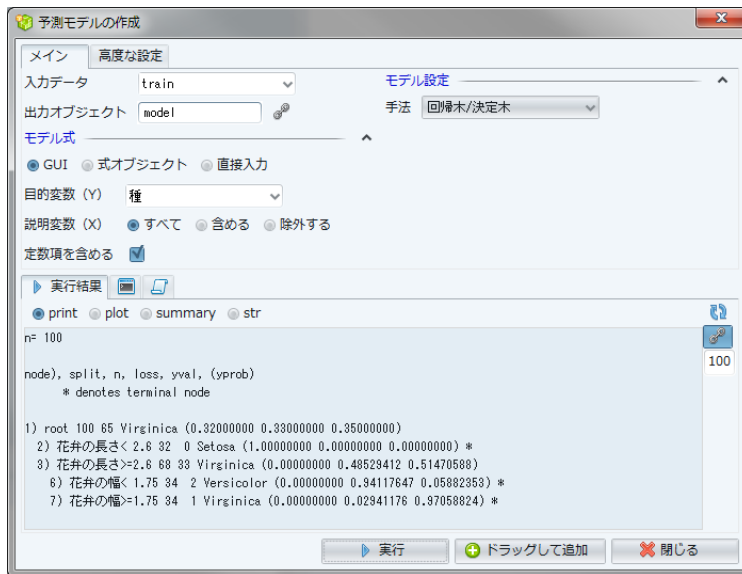 予測モデルの作成
メイン 高度な設定
入力データ train
出力オブジェクト model
モデル式
GUI 式オブジェクト 直接入力
目的変数 (Y) 種
説明変数 (X) すべて 含める 除外する
定数項を含める
モデル設定
手法 回帰木/決定木
実行結果
print plot summary str
100
n= 100
node), split, n, loss, yval, (yprob)
* denotes terminal node
1) root 100 65 Virginica (0.32000000 0.33000000 0.35000000)
2) 花弁の長さ< 2.6 32 0 Setosa (1.00000000 0.00000000 0.00000000) *
3) 花弁の長さ>=2.6 68 33 Virginica (0.00000000 0.48529412 0.51470588)
6) 花弁の幅< 1.75 34 2 Versicolor (0.00000000 0.94117647 0.05882353) *
7) 花弁の幅>=1.75 34 1 Virginica (0.00000000 0.02941176 0.97058824) *
実行 ドラッグして追加 閉じる